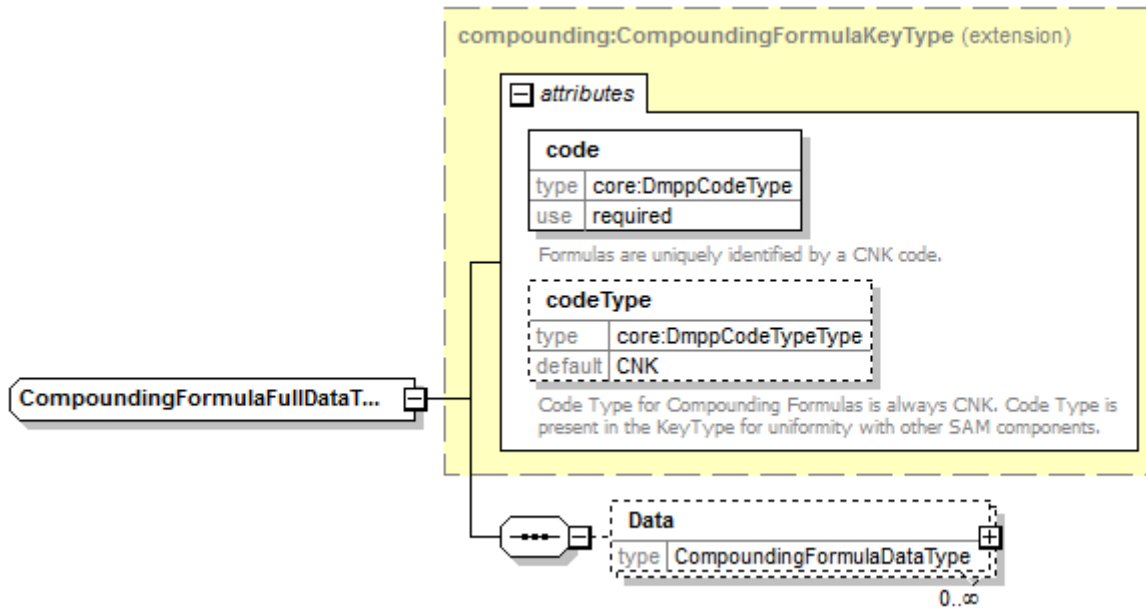 compounding:CompoundingFormulaKeyType (extension)
attributes
code
type core:DmppCodeType
use required
Formulas are uniquely identified by a CNK code.
codeType
type core:DmppCodeTypeType
default CNK
Code Type for Compounding Formulas is always CNK. Code Type is
present in the KeyType for uniformity with other SAM components.
CompoundingFormulaFullDataT...
Data
type CompoundingFormulaDataType
0..∞